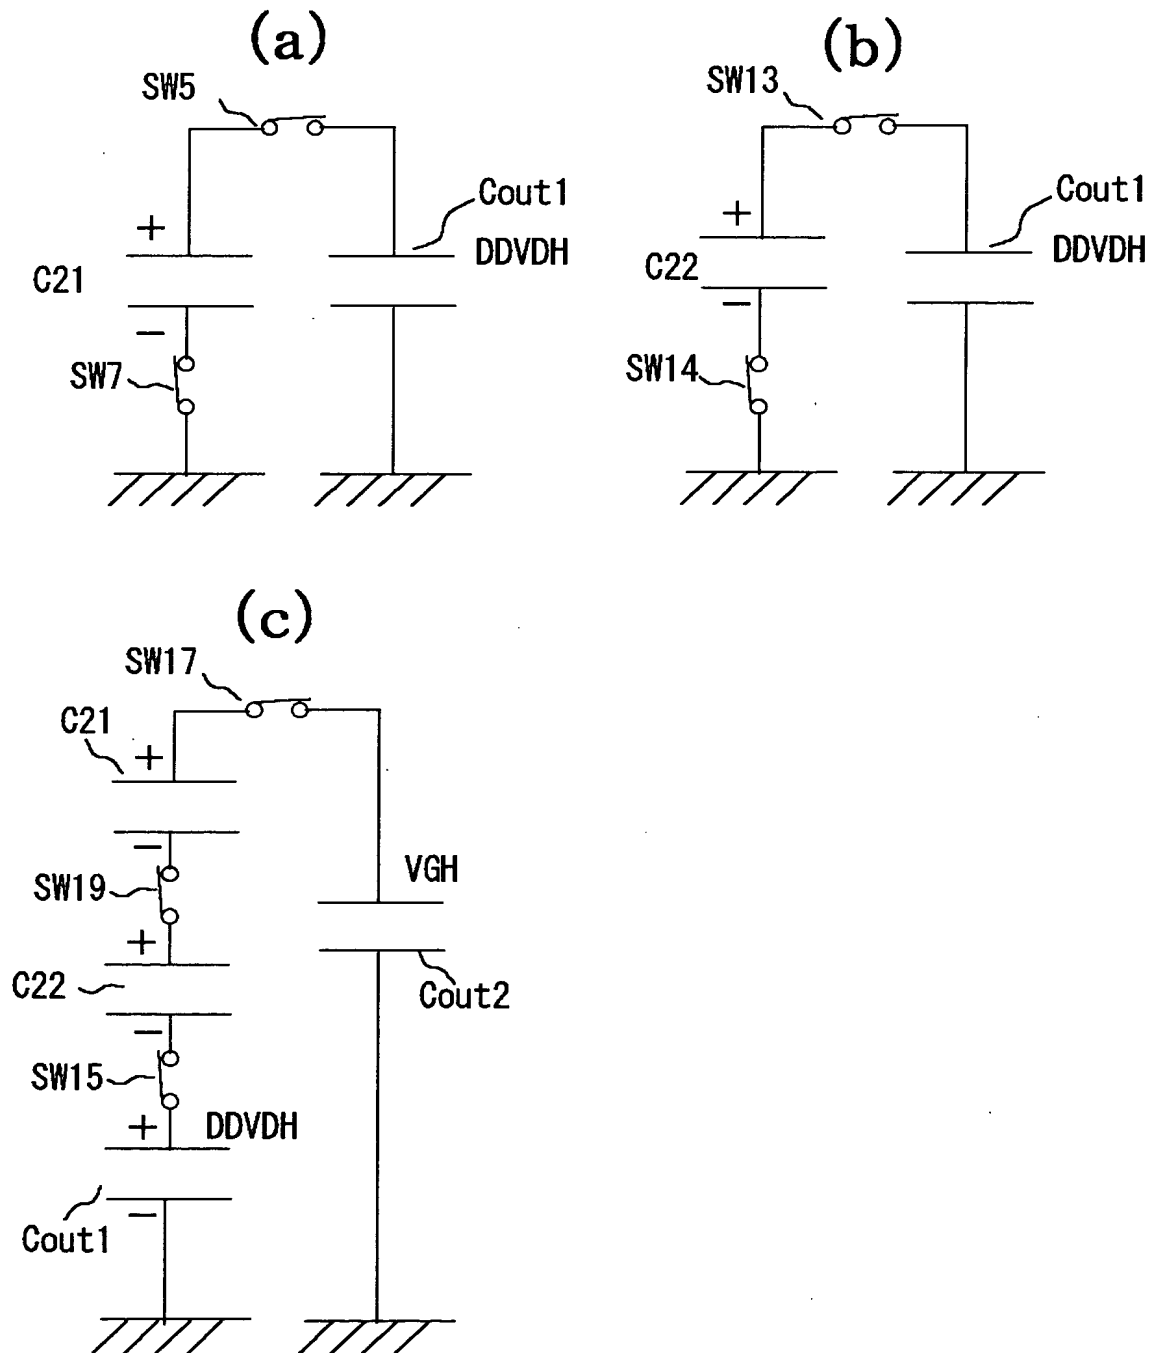 (a)
SW5
+
Cout1
DDVDH
C21
−
SW7
(b)
SW13
+
Cout1
DDVDH
C22
−
SW14
(c)
SW17
C21
+
−
SW19
VGH
+
C22
Cout2
−
SW15
+
DDVDH
−
Cout1